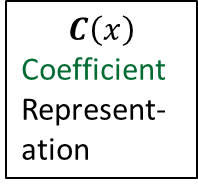 C(x)
Coefficient
Represent-
ation